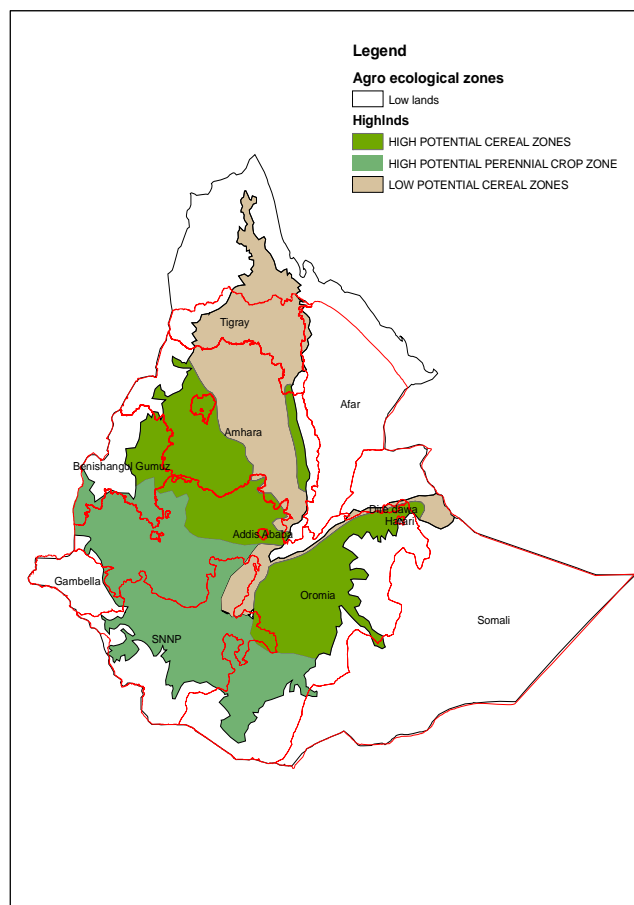 Legend
Agro ecological zones
Low lands
Highlnds
HIGH POTENTIAL CEREAL ZONES
HIGH POTENTIAL PERENNIAL CROP ZONE
LOW POTENTIAL CEREAL ZONES
Tigray
Afar
Amhara
Benishangul Gumuz
Dire dawa
Harari
Addis Ababa
Gambella
Oromia
Somali
SNNP